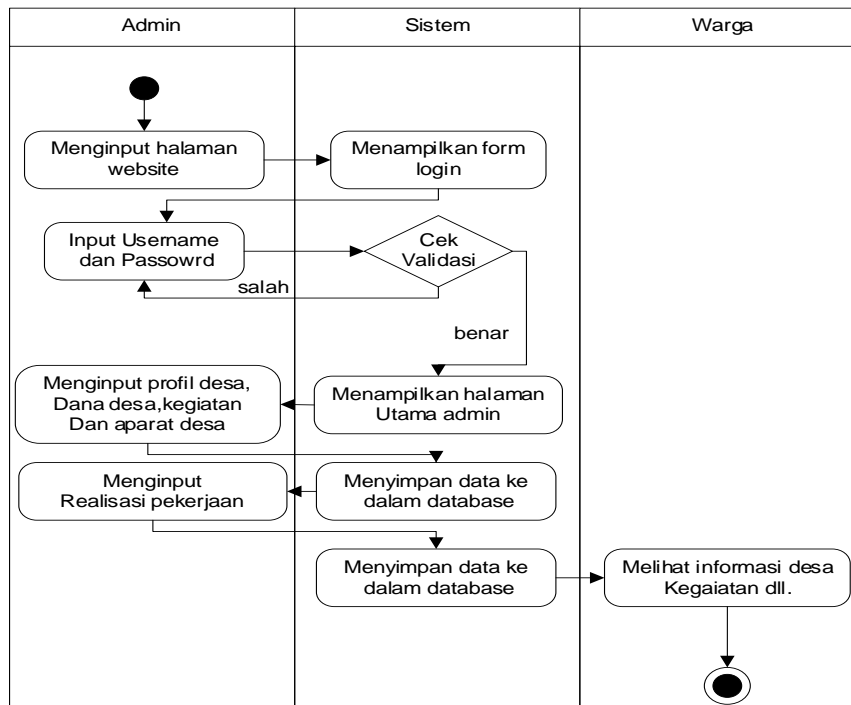 Admin
Sistem
Warga
Menginput halaman
website
Menampilkan form
login
Input Username
dan Passowrd
Cek
Validasi
salah
benar
Menginput profil desa,
Dana desa,kegiatan
Dan aparat desa
Menampilkan halaman
Utama admin
Menginput
Realisasi pekerjaan
Menyimpan data ke
dalam database
Menyimpan data ke
dalam database
Melihat informasi desa
Kegaiatan dll.